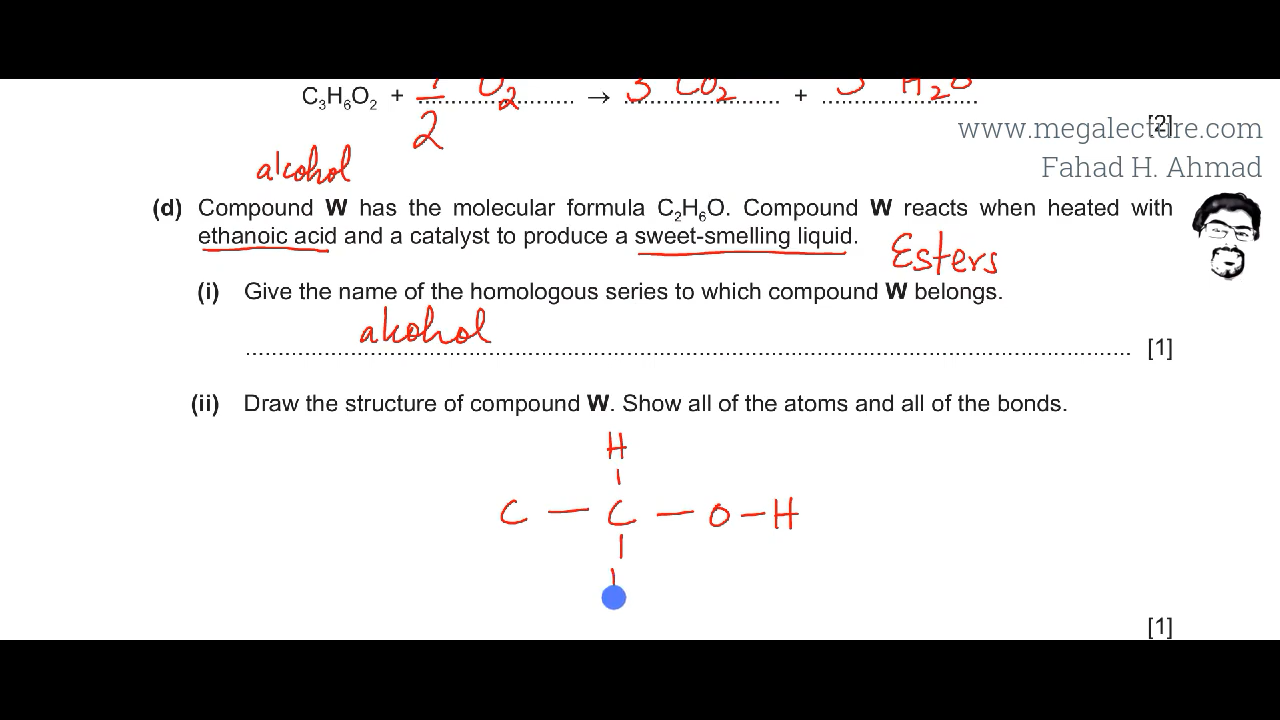 C₃H₆O₂ + 7/2 O₂ → 3 CO₂ + 3 H₂O
[2]
www.megalecture.com
Fahad H. Ahmad
alcohol
(d) Compound W has the molecular formula C₂H₆O. Compound W reacts when heated with
ethanoic acid and a catalyst to produce a sweet-smelling liquid.
Esters
(i) Give the name of the homologous series to which compound W belongs.
alcohol
[1]
(ii) Draw the structure of compound W. Show all of the atoms and all of the bonds.
H
C — C — O — H
[1]